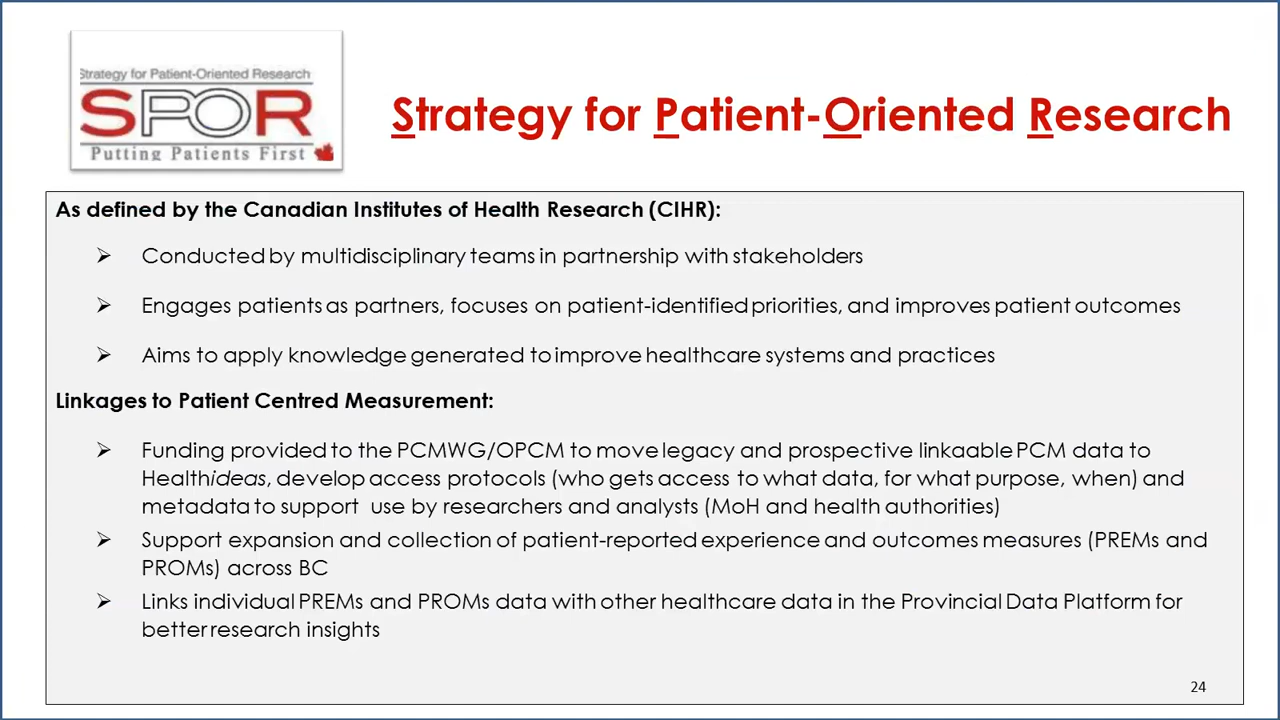 Strategy for Patient-Oriented Research
SPOR
Putting Patients First
Strategy for Patient-Oriented Research
As defined by the Canadian Institutes of Health Research (CIHR):
➢ Conducted by multidisciplinary teams in partnership with stakeholders
➢ Engages patients as partners, focuses on patient-identified priorities, and improves patient outcomes
➢ Aims to apply knowledge generated to improve healthcare systems and practices
Linkages to Patient Centred Measurement:
➢ Funding provided to the PCMWG/OPCM to move legacy and prospective linkaable PCM data to
Healthideas, develop access protocols (who gets access to what data, for what purpose, when) and
metadata to support use by researchers and analysts (MoH and health authorities)
➢ Support expansion and collection of patient-reported experience and outcomes measures (PREMs and
PROMs) across BC
➢ Links individual PREMs and PROMs data with other healthcare data in the Provincial Data Platform for
better research insights
24